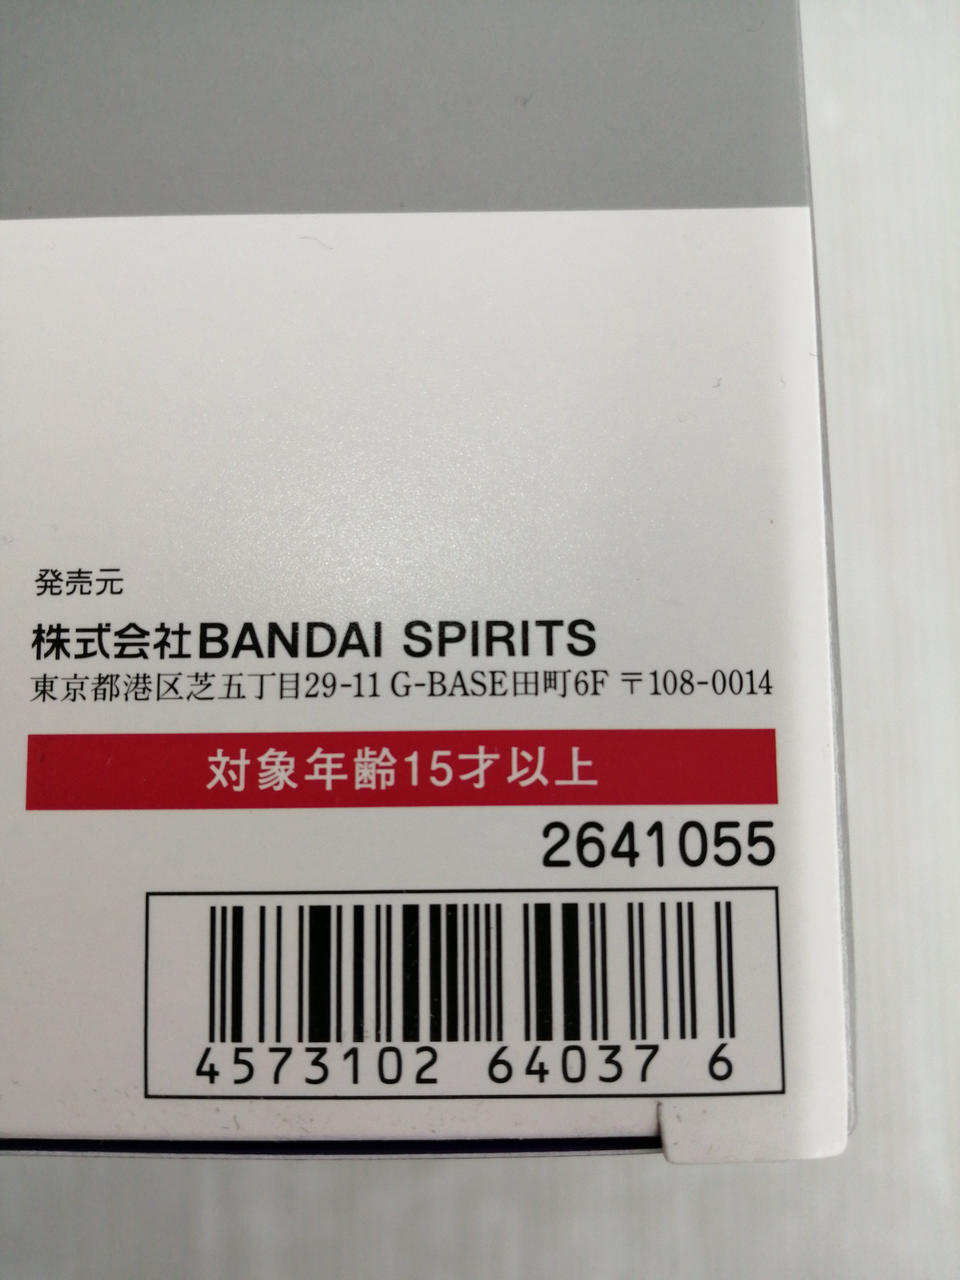 発売元
株式会社BANDAI SPIRITS
東京都港区芝五丁目29-11 G-BASE田町6F 〒108-0014
対象年齢15才以上
2641055
4573102 64037 6